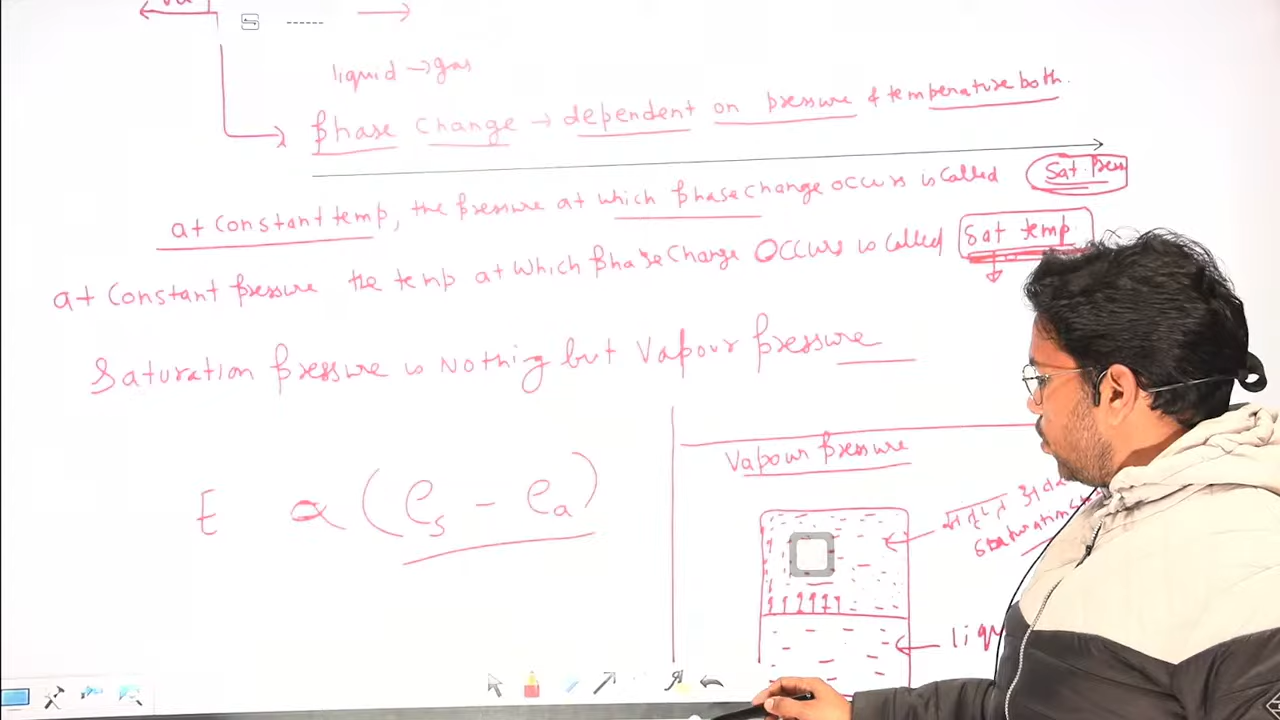 liquid → gas
Phase Change → dependent on pressure & temperature both.
at Constant temp, the pressure at which phase change occurs is called Sat. Press
at Constant pressure the temp at which phase change occurs is called Sat temp
Saturation pressure is nothing but vapour pressure
E α (es - ea)
Vapour pressure
liqu